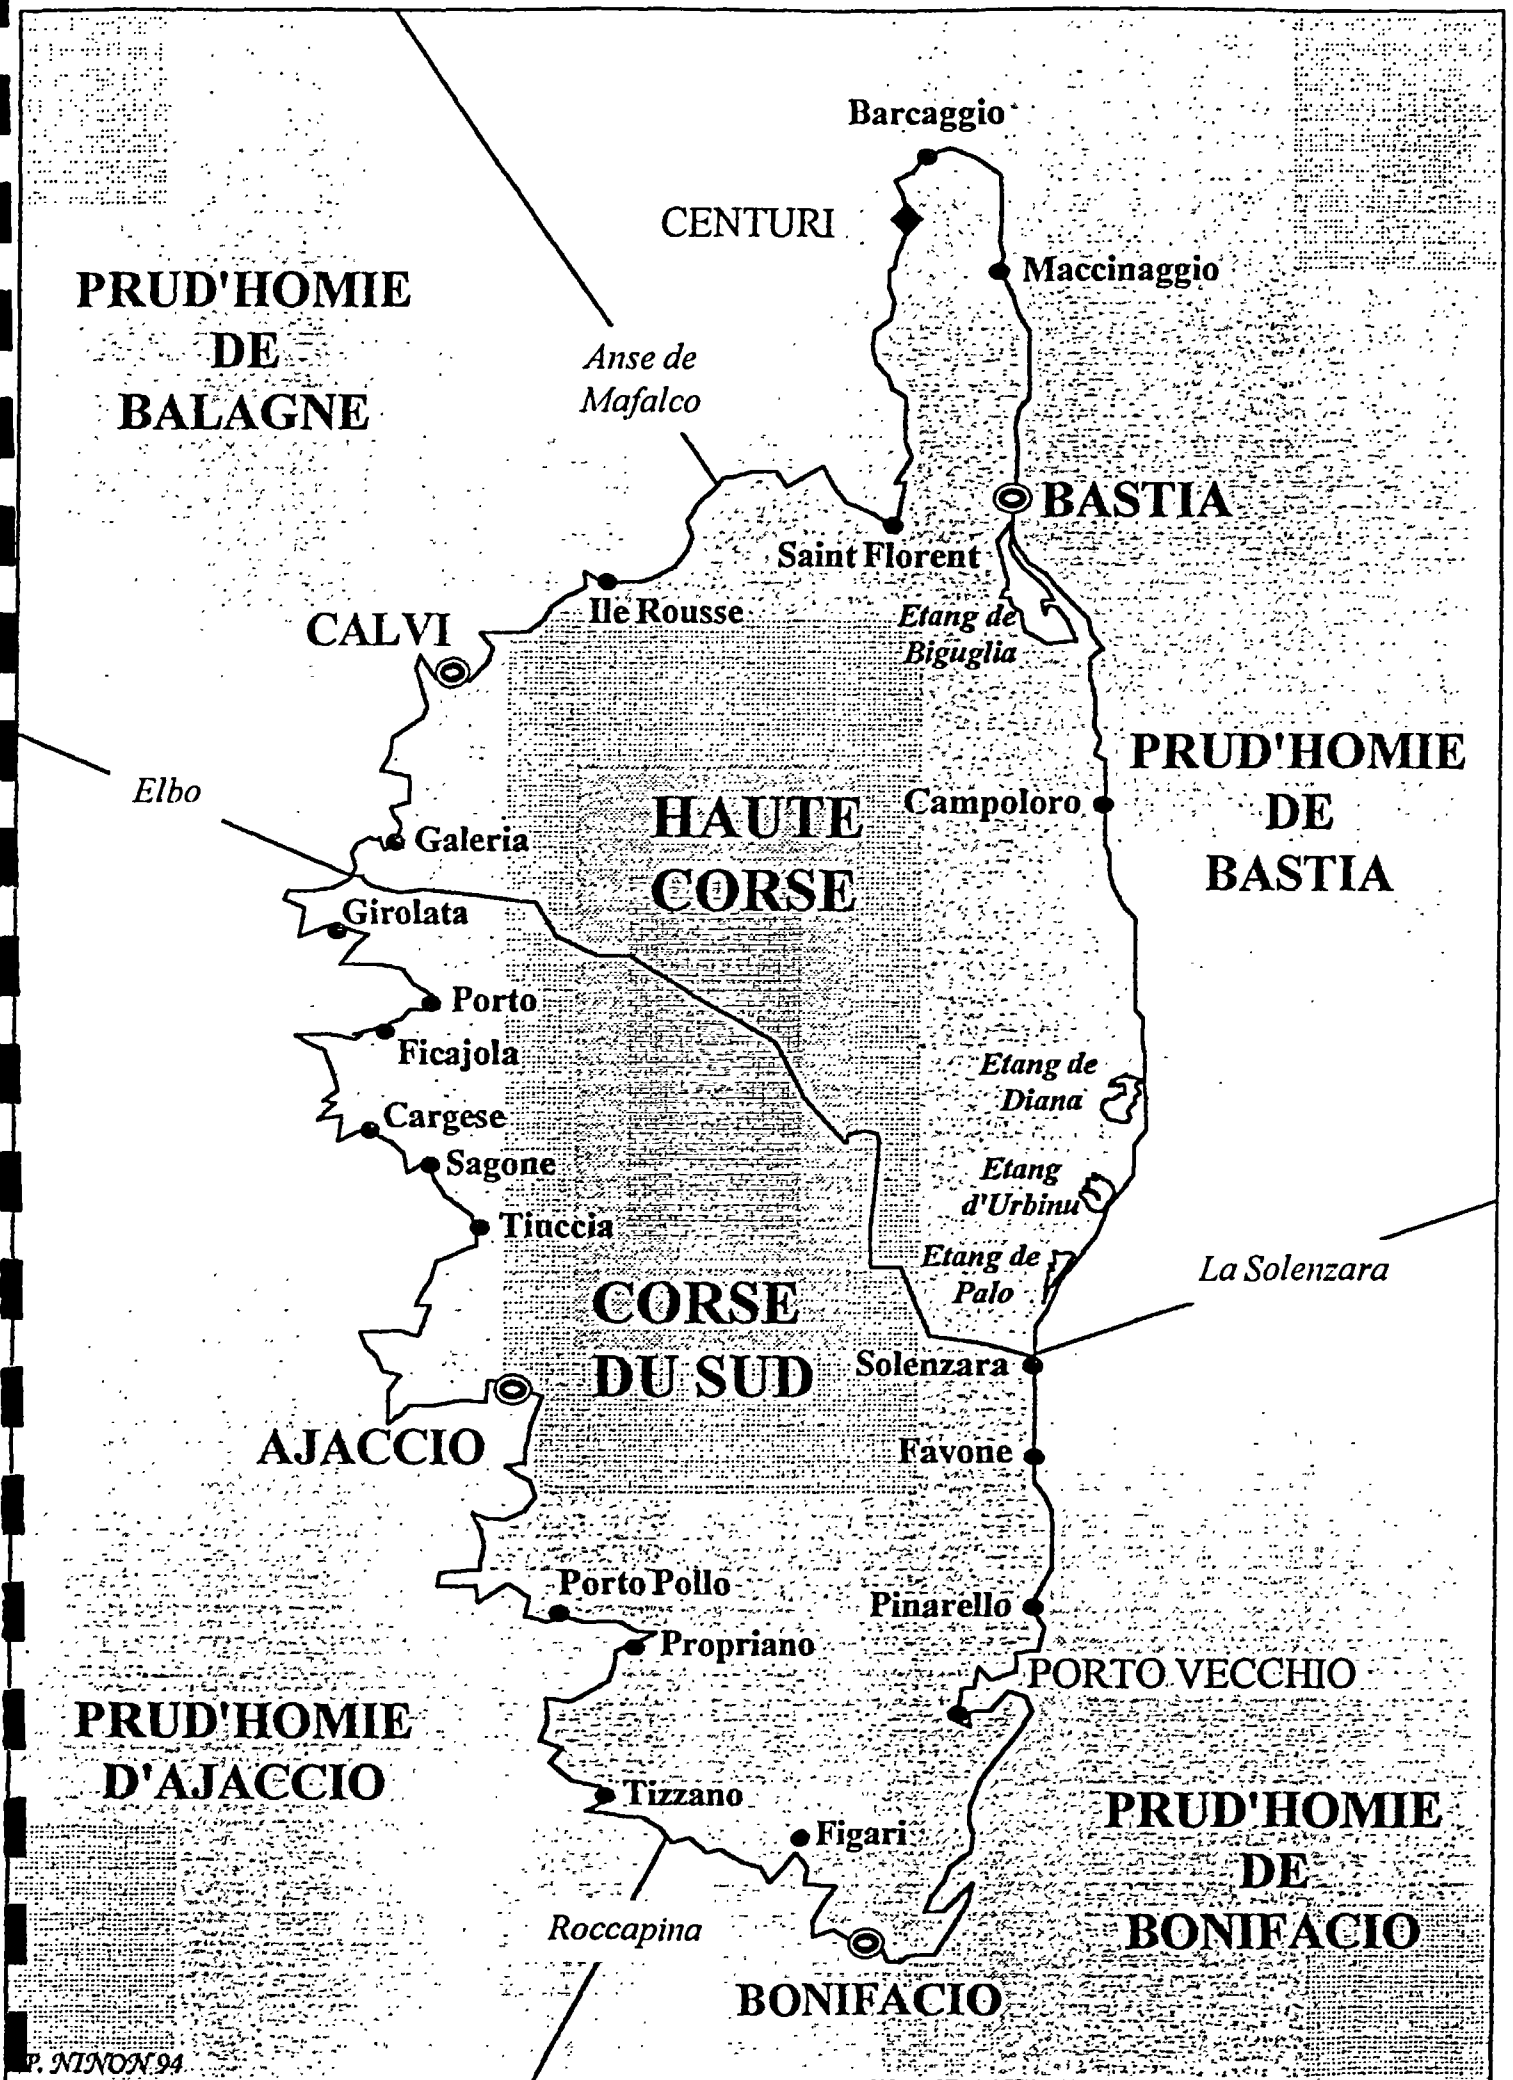 Barcaggio
CENTURI
Maccinaggio
PRUD'HOMIE
DE
BALAGNE
Anse de
Mafalco
BASTIA
Saint Florent
Ile Rousse
Etang de
Biguglia
CALVI
PRUD'HOMIE
DE
BASTIA
Elbo
HAUTE
CORSE
Campoloro
Galeria
Girolata
Porto
Ficajola
Etang de
Diana
Cargese
Sagone
Etang
d'Urbinu
Tiuccia
Etang de
Palo
La Solenzara
CORSE
DU SUD
Solenzara
AJACCIO
Favone
Porto Pollo
Pinarello
Propriano
PORTO VECCHIO
PRUD'HOMIE
D'AJACCIO
Tizzano
Figari
PRUD'HOMIE
DE
BONIFACIO
Roccapina
BONIFACIO
P. NINON 94